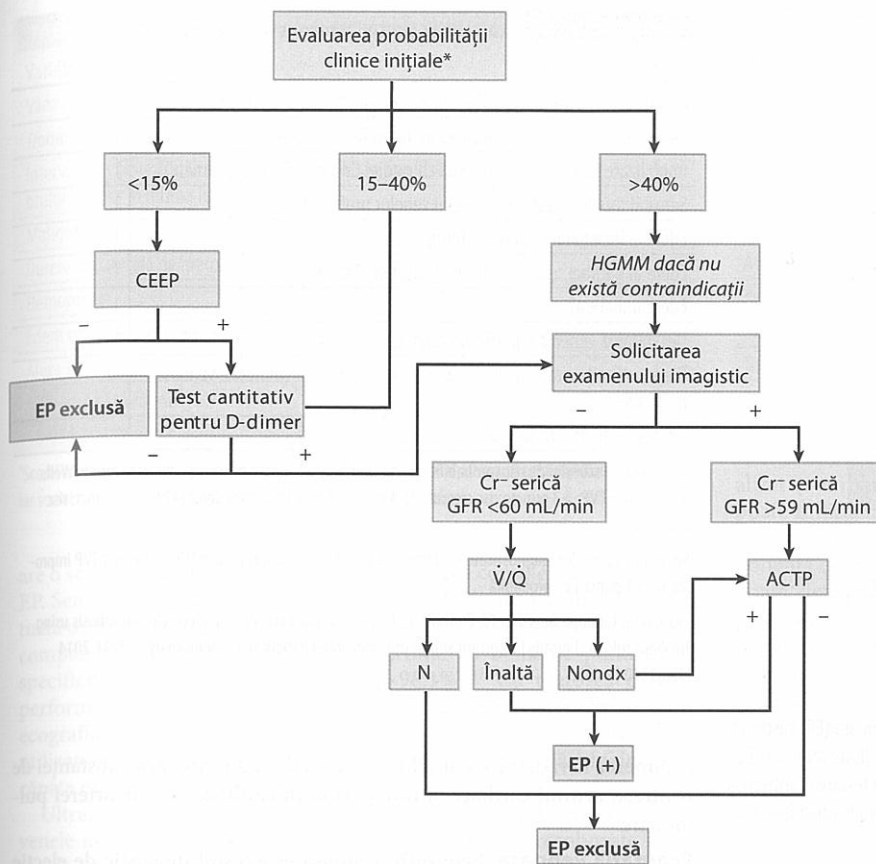 Evaluarea probabilității
clinice inițiale*
<15%
15–40%
>40%
CEEP
HGMM dacă nu
există contraindicații
– +
Solicitarea
examenului imagistic
EP exclusă
Test cantitativ
pentru D-dimer
– +
– +
Cr⁻ serică
GFR <60 mL/min
Cr⁻ serică
GFR >59 mL/min
V̇/Q̇
ACTP
+ –
N
Înaltă
Nondx
EP (+)
EP exclusă